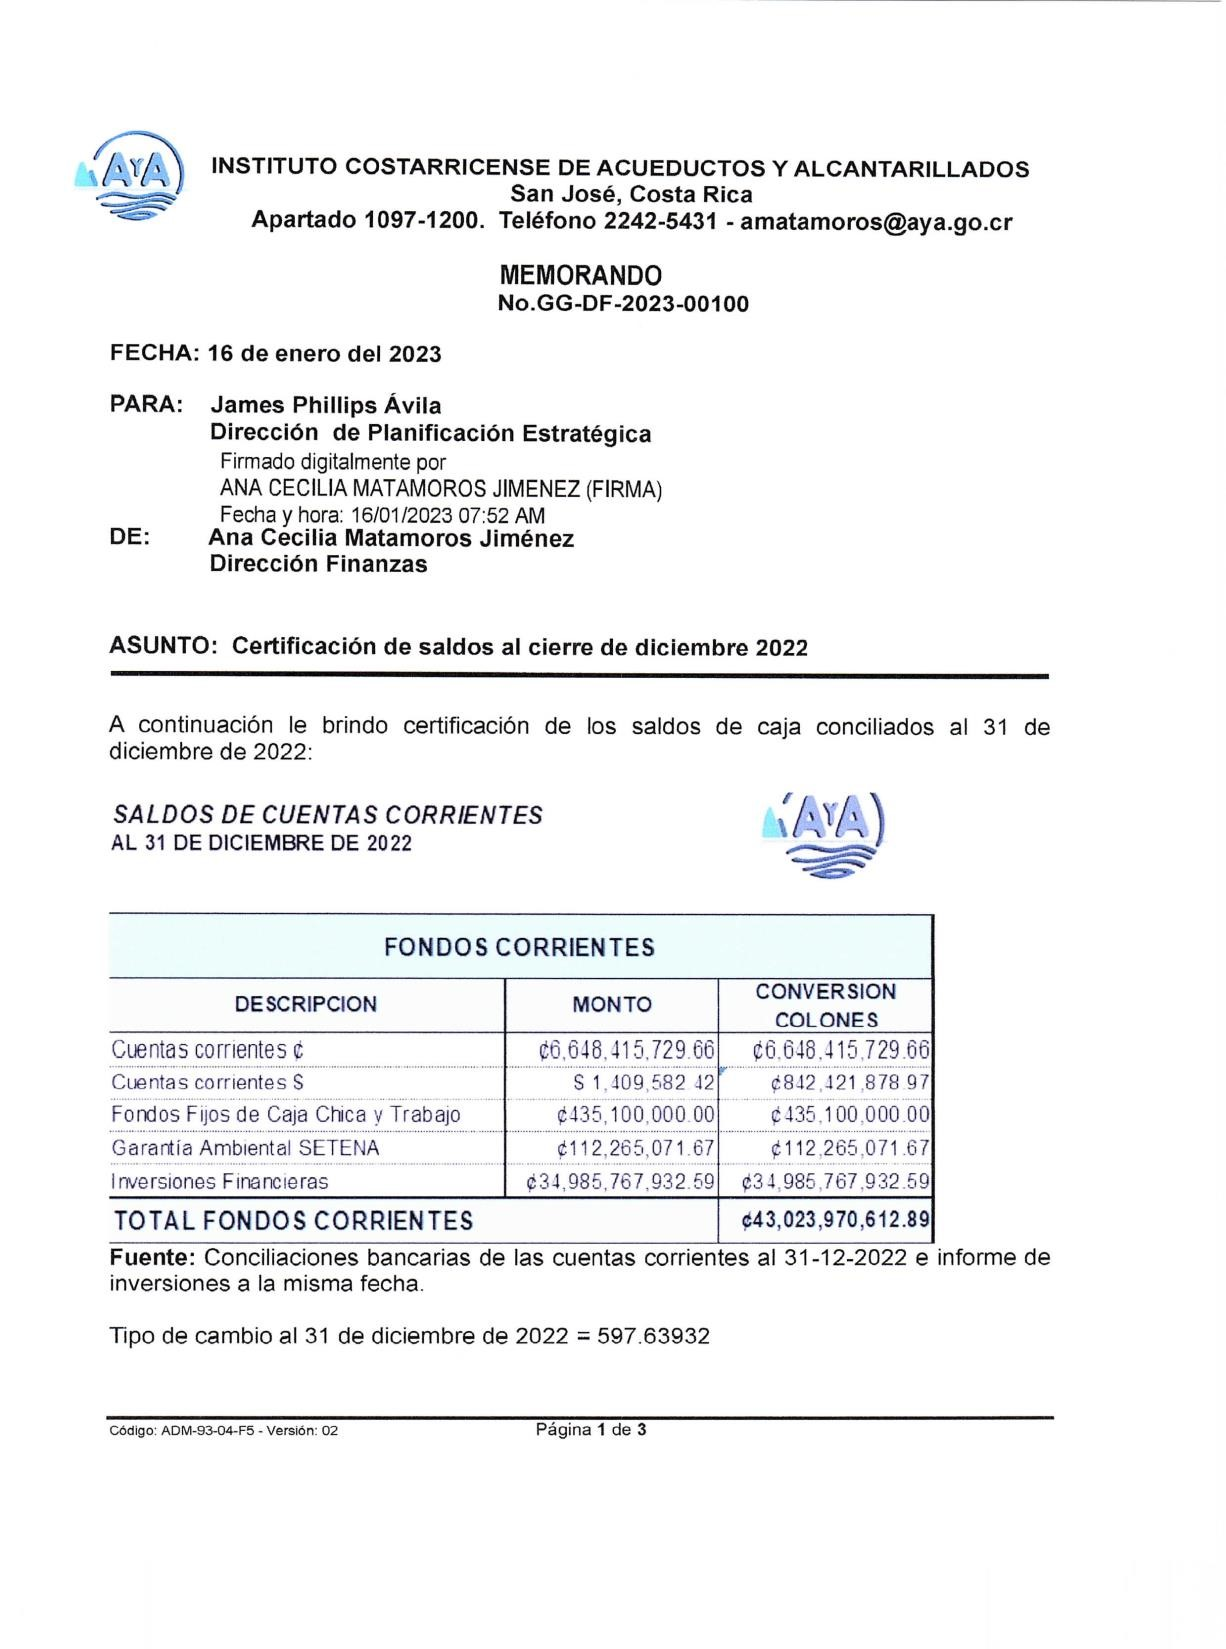 AYA
INSTITUTO COSTARRICENSE DE ACUEDUCTOS Y ALCANTARILLADOS
San José, Costa Rica
Apartado 1097-1200. Teléfono 2242-5431 - amatamoros@aya.go.cr
MEMORANDO
No.GG-DF-2023-00100
FECHA: 16 de enero del 2023
PARA: James Phillips Ávila
Dirección de Planificación Estratégica
Firmado digitalmente por
ANA CECILIA MATAMOROS JIMENEZ (FIRMA)
Fecha y hora: 16/01/2023 07:52 AM
DE: Ana Cecilia Matamoros Jiménez
Dirección Finanzas
ASUNTO: Certificación de saldos al cierre de diciembre 2022
A continuación le brindo certificación de los saldos de caja conciliados al 31 de
diciembre de 2022:
SALDOS DE CUENTAS CORRIENTES
AL 31 DE DICIEMBRE DE 2022
AYA
FONDOS CORRIENTES
DESCRIPCION MONTO CONVERSION COLONES
Cuentas corrientes ¢ ¢6,648,415,729.66 ¢6,648,415,729.66
Cuentas corrientes $ $ 1,409,582.42 ¢842,421,878.97
Fondos Fijos de Caja Chica y Trabajo ¢435,100,000.00 ¢435,100,000.00
Garantía Ambiental SETENA ¢112,265,071.67 ¢112,265,071.67
Inversiones Financieras ¢34,985,767,932.59 ¢34,985,767,932.59
TOTAL FONDOS CORRIENTES ¢43,023,970,612.89
Fuente: Conciliaciones bancarias de las cuentas corrientes al 31-12-2022 e informe de
inversiones a la misma fecha.
Tipo de cambio al 31 de diciembre de 2022 = 597.63932
Código: ADM-93-04-F5 - Versión: 02 Página 1 de 3